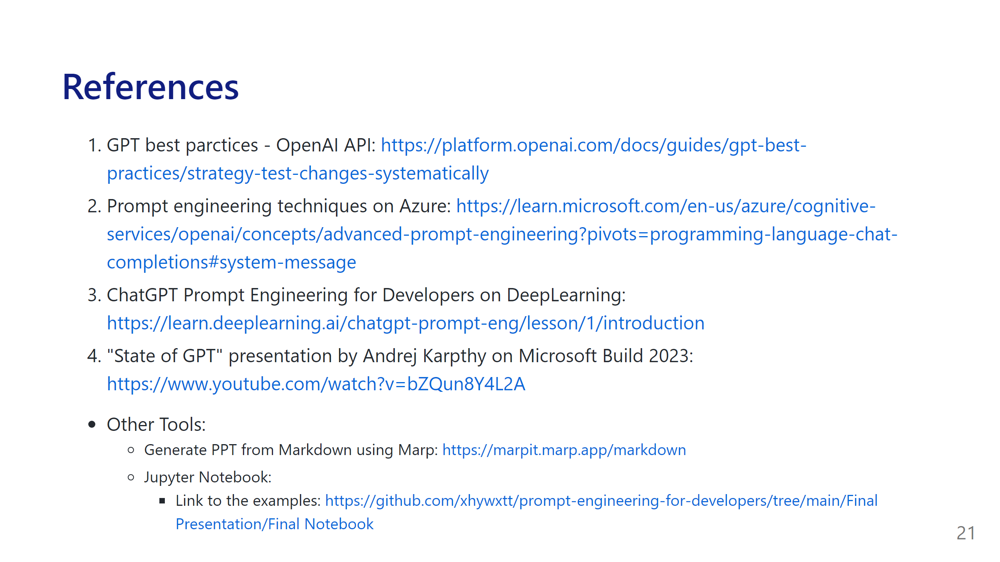 References
1. GPT best parctices - OpenAI API: https://platform.openai.com/docs/guides/gpt-best-
practices/strategy-test-changes-systematically
2. Prompt engineering techniques on Azure: https://learn.microsoft.com/en-us/azure/cognitive-
services/openai/concepts/advanced-prompt-engineering?pivots=programming-language-chat-
completions#system-message
3. ChatGPT Prompt Engineering for Developers on DeepLearning:
https://learn.deeplearning.ai/chatgpt-prompt-eng/lesson/1/introduction
4. "State of GPT" presentation by Andrej Karpthy on Microsoft Build 2023:
https://www.youtube.com/watch?v=bZQun8Y4L2A
• Other Tools:
○ Generate PPT from Markdown using Marp: https://marpit.marp.app/markdown
○ Jupyter Notebook:
▪ Link to the examples: https://github.com/xhywxtt/prompt-engineering-for-developers/tree/main/Final
Presentation/Final Notebook
21